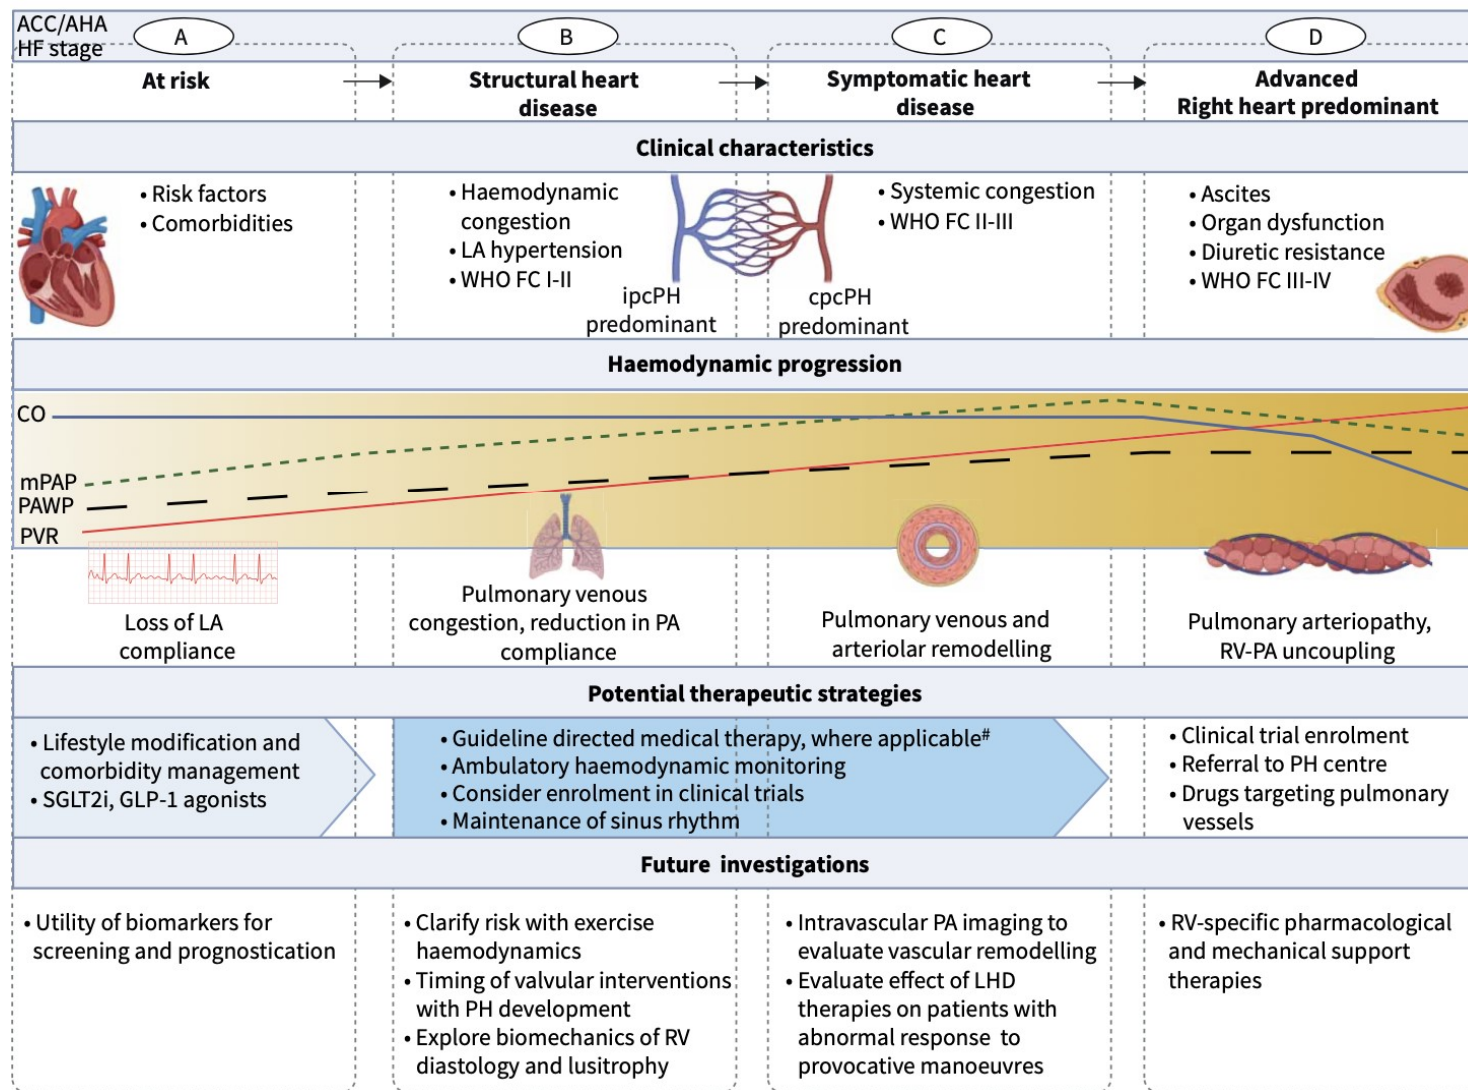 ACC/AHA
HF stage
A
B
C
D
At risk
Structural heart
disease
Symptomatic heart
disease
Advanced
Right heart predominant
Clinical characteristics
• Risk factors
• Comorbidities
• Haemodynamic
congestion
• LA hypertension
• WHO FC I-II
ipcPH
predominant
cpcPH
predominant
• Systemic congestion
• WHO FC II-III
• Ascites
• Organ dysfunction
• Diuretic resistance
• WHO FC III-IV
Haemodynamic progression
CO
mPAP
PAWP
PVR
Loss of LA
compliance
Pulmonary venous
congestion, reduction in PA
compliance
Pulmonary venous and
arteriolar remodelling
Pulmonary arteriopathy,
RV-PA uncoupling
Potential therapeutic strategies
• Lifestyle modification and
comorbidity management
• SGLT2i, GLP-1 agonists
• Guideline directed medical therapy, where applicable#
• Ambulatory haemodynamic monitoring
• Consider enrolment in clinical trials
• Maintenance of sinus rhythm
• Clinical trial enrolment
• Referral to PH centre
• Drugs targeting pulmonary
vessels
Future investigations
• Utility of biomarkers for
screening and prognostication
• Clarify risk with exercise
haemodynamics
• Timing of valvular interventions
with PH development
• Explore biomechanics of RV
diastology and lusitrophy
• Intravascular PA imaging to
evaluate vascular remodelling
• Evaluate effect of LHD
therapies on patients with
abnormal response to
provocative manoeuvres
• RV-specific pharmacological
and mechanical support
therapies